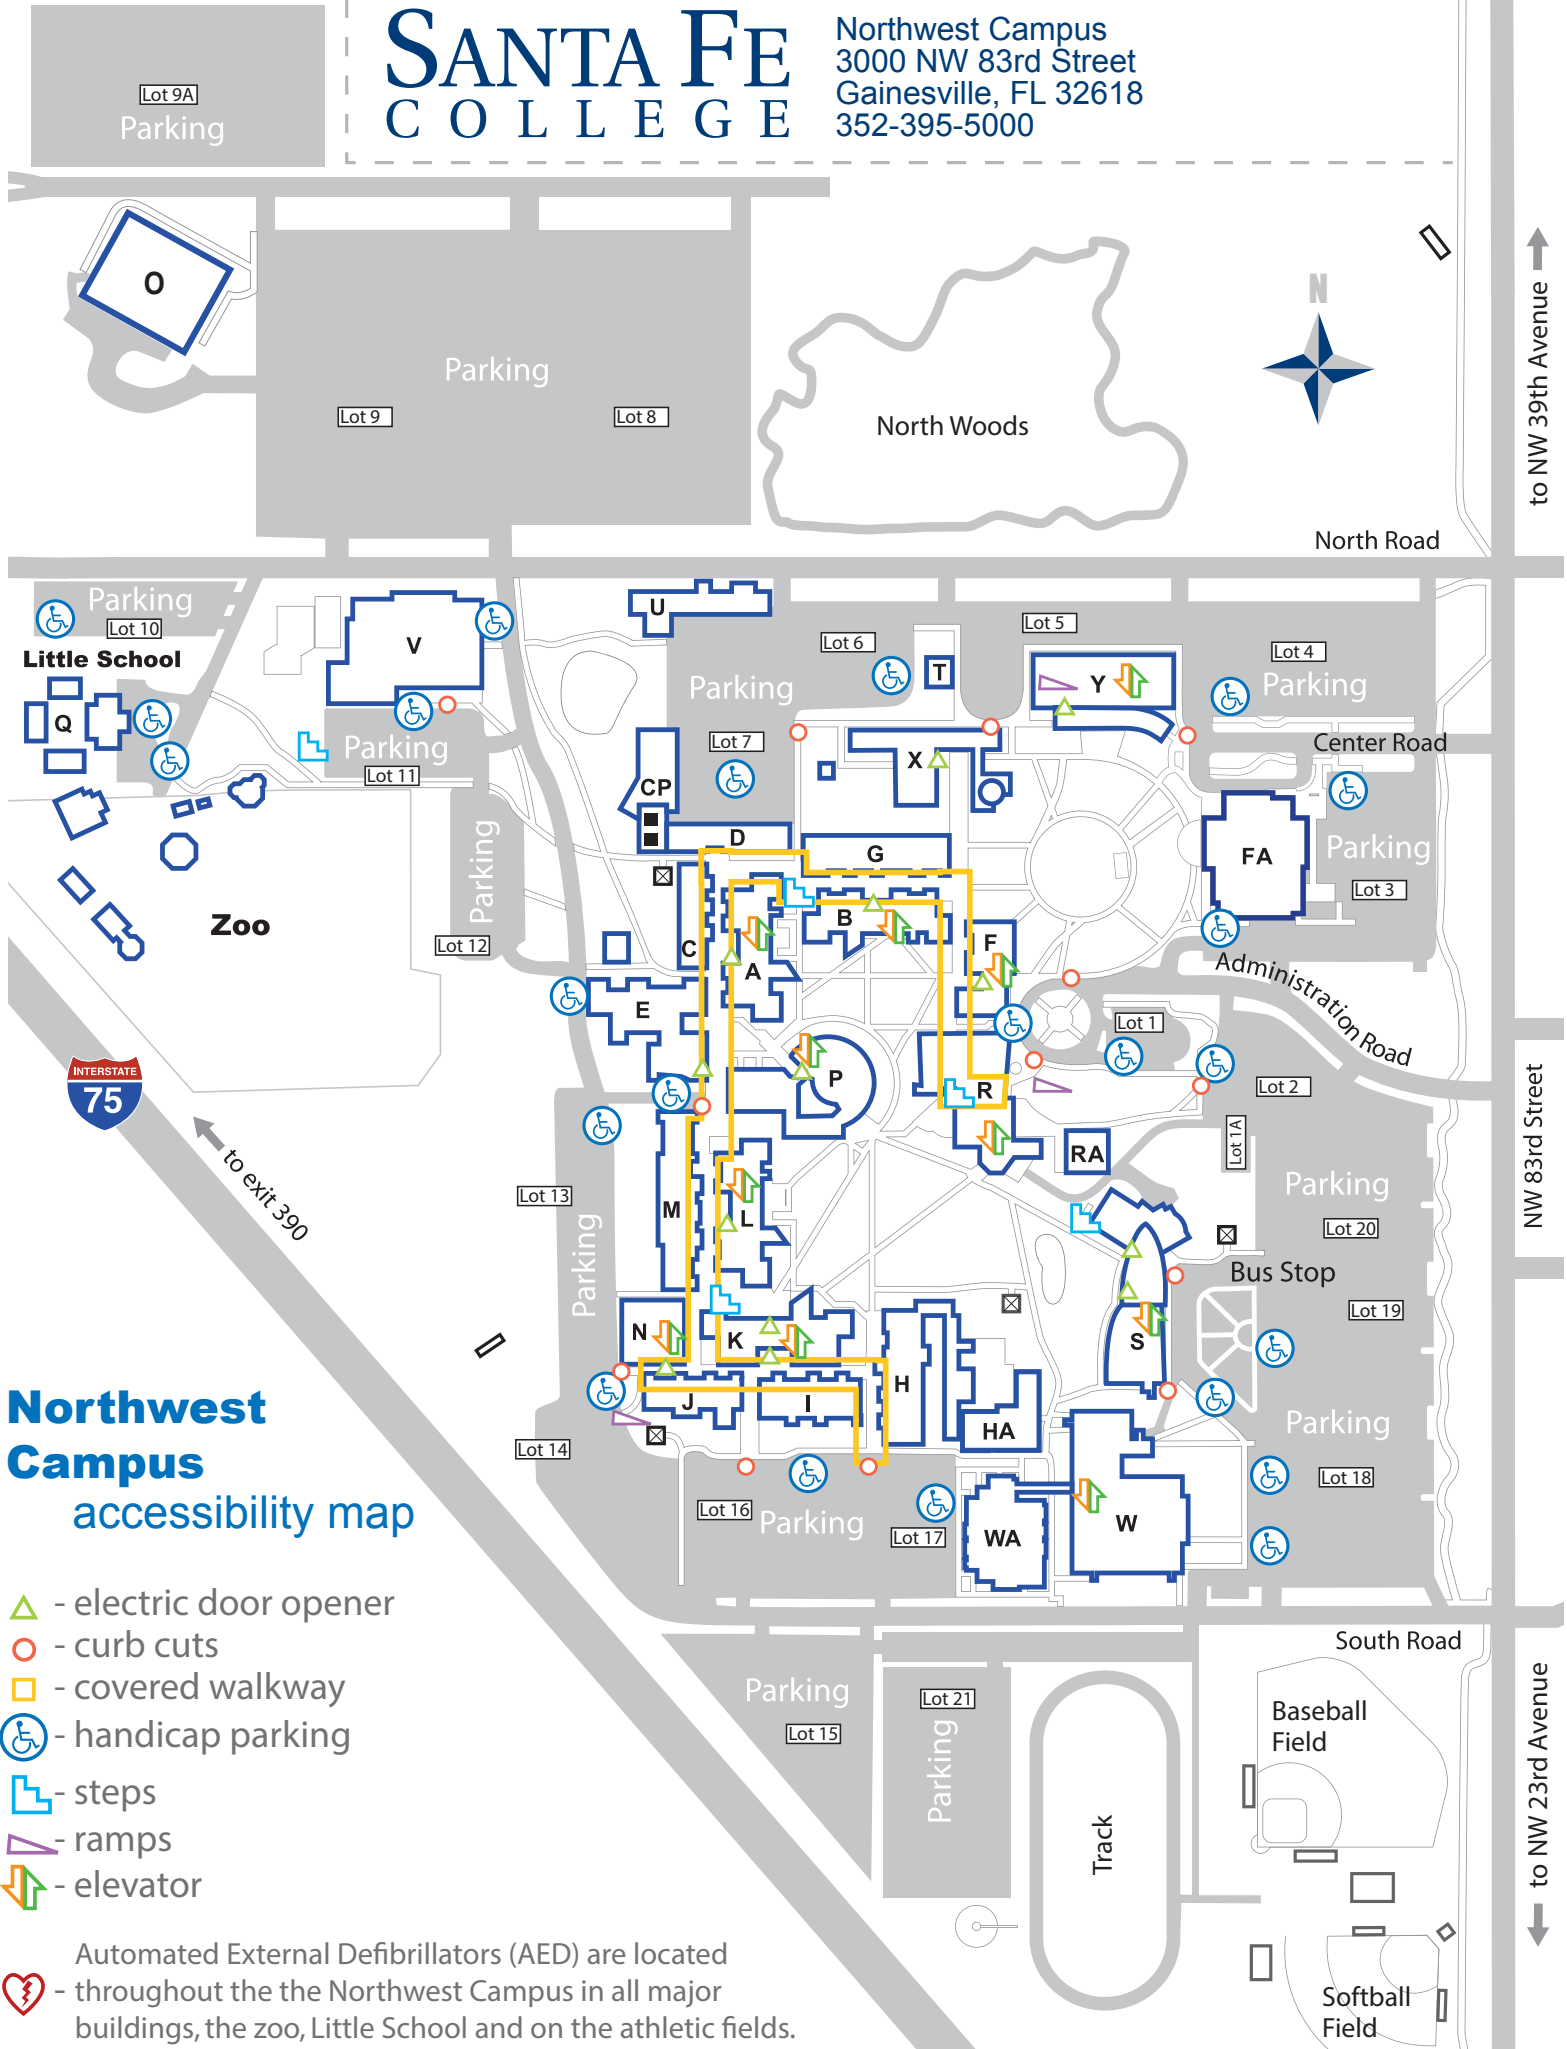 SANTA FE
COLLEGE
Northwest Campus
3000 NW 83rd Street
Gainesville, FL 32618
352-395-5000
Lot 9A
Parking
O
Parking
Lot 9
Lot 8
North Woods
N
to NW 39th Avenue
North Road
Parking
Lot 10
Little School
Q
V
Parking
Lot 11
U
Lot 6
Lot 5
Lot 4
Parking
Parking
T
Y
Lot 7
Center Road
X
CP
D
G
FA
Parking
Lot 3
Parking
Lot 12
Zoo
C
A
B
F
E
Administration Road
Lot 1
Lot 2
P
R
Lot 1A
RA
INTERSTATE
75
to exit 390
NW 83rd Street
Lot 13
Parking
M
L
Parking
Lot 20
Bus Stop
Lot 19
N
K
S
H
J
I
HA
Parking
Northwest
Campus
accessibility map
Lot 14
Lot 16
Parking
Lot 17
WA
W
Lot 18
- electric door opener
- curb cuts
- covered walkway
- handicap parking
- steps
- ramps
- elevator
South Road
Parking
Lot 15
Lot 21
Parking
Track
Baseball
Field
to NW 23rd Avenue
Softball
Field
Automated External Defibrillators (AED) are located
- throughout the the Northwest Campus in all major
buildings, the zoo, Little School and on the athletic fields.